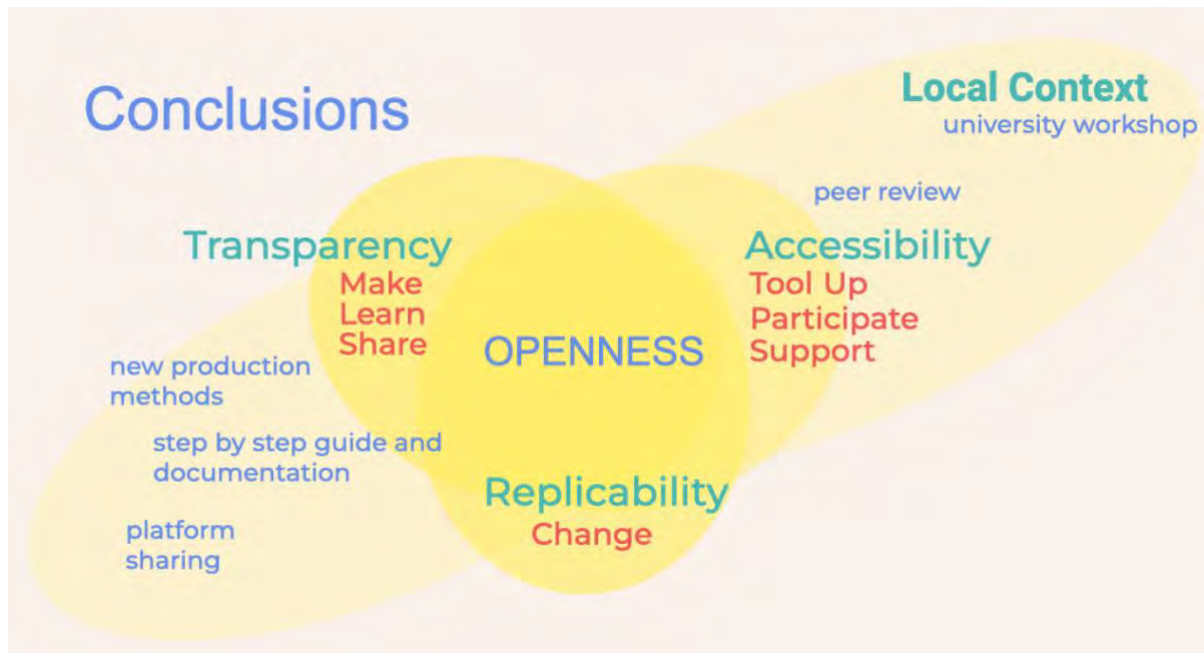 Conclusions
Local Context
university workshop
peer review
Transparency
Make
Learn
Share
Accessibility
Tool Up
Participate
Support
OPENNESS
new production
methods
step by step guide and
documentation
platform
sharing
Replicability
Change